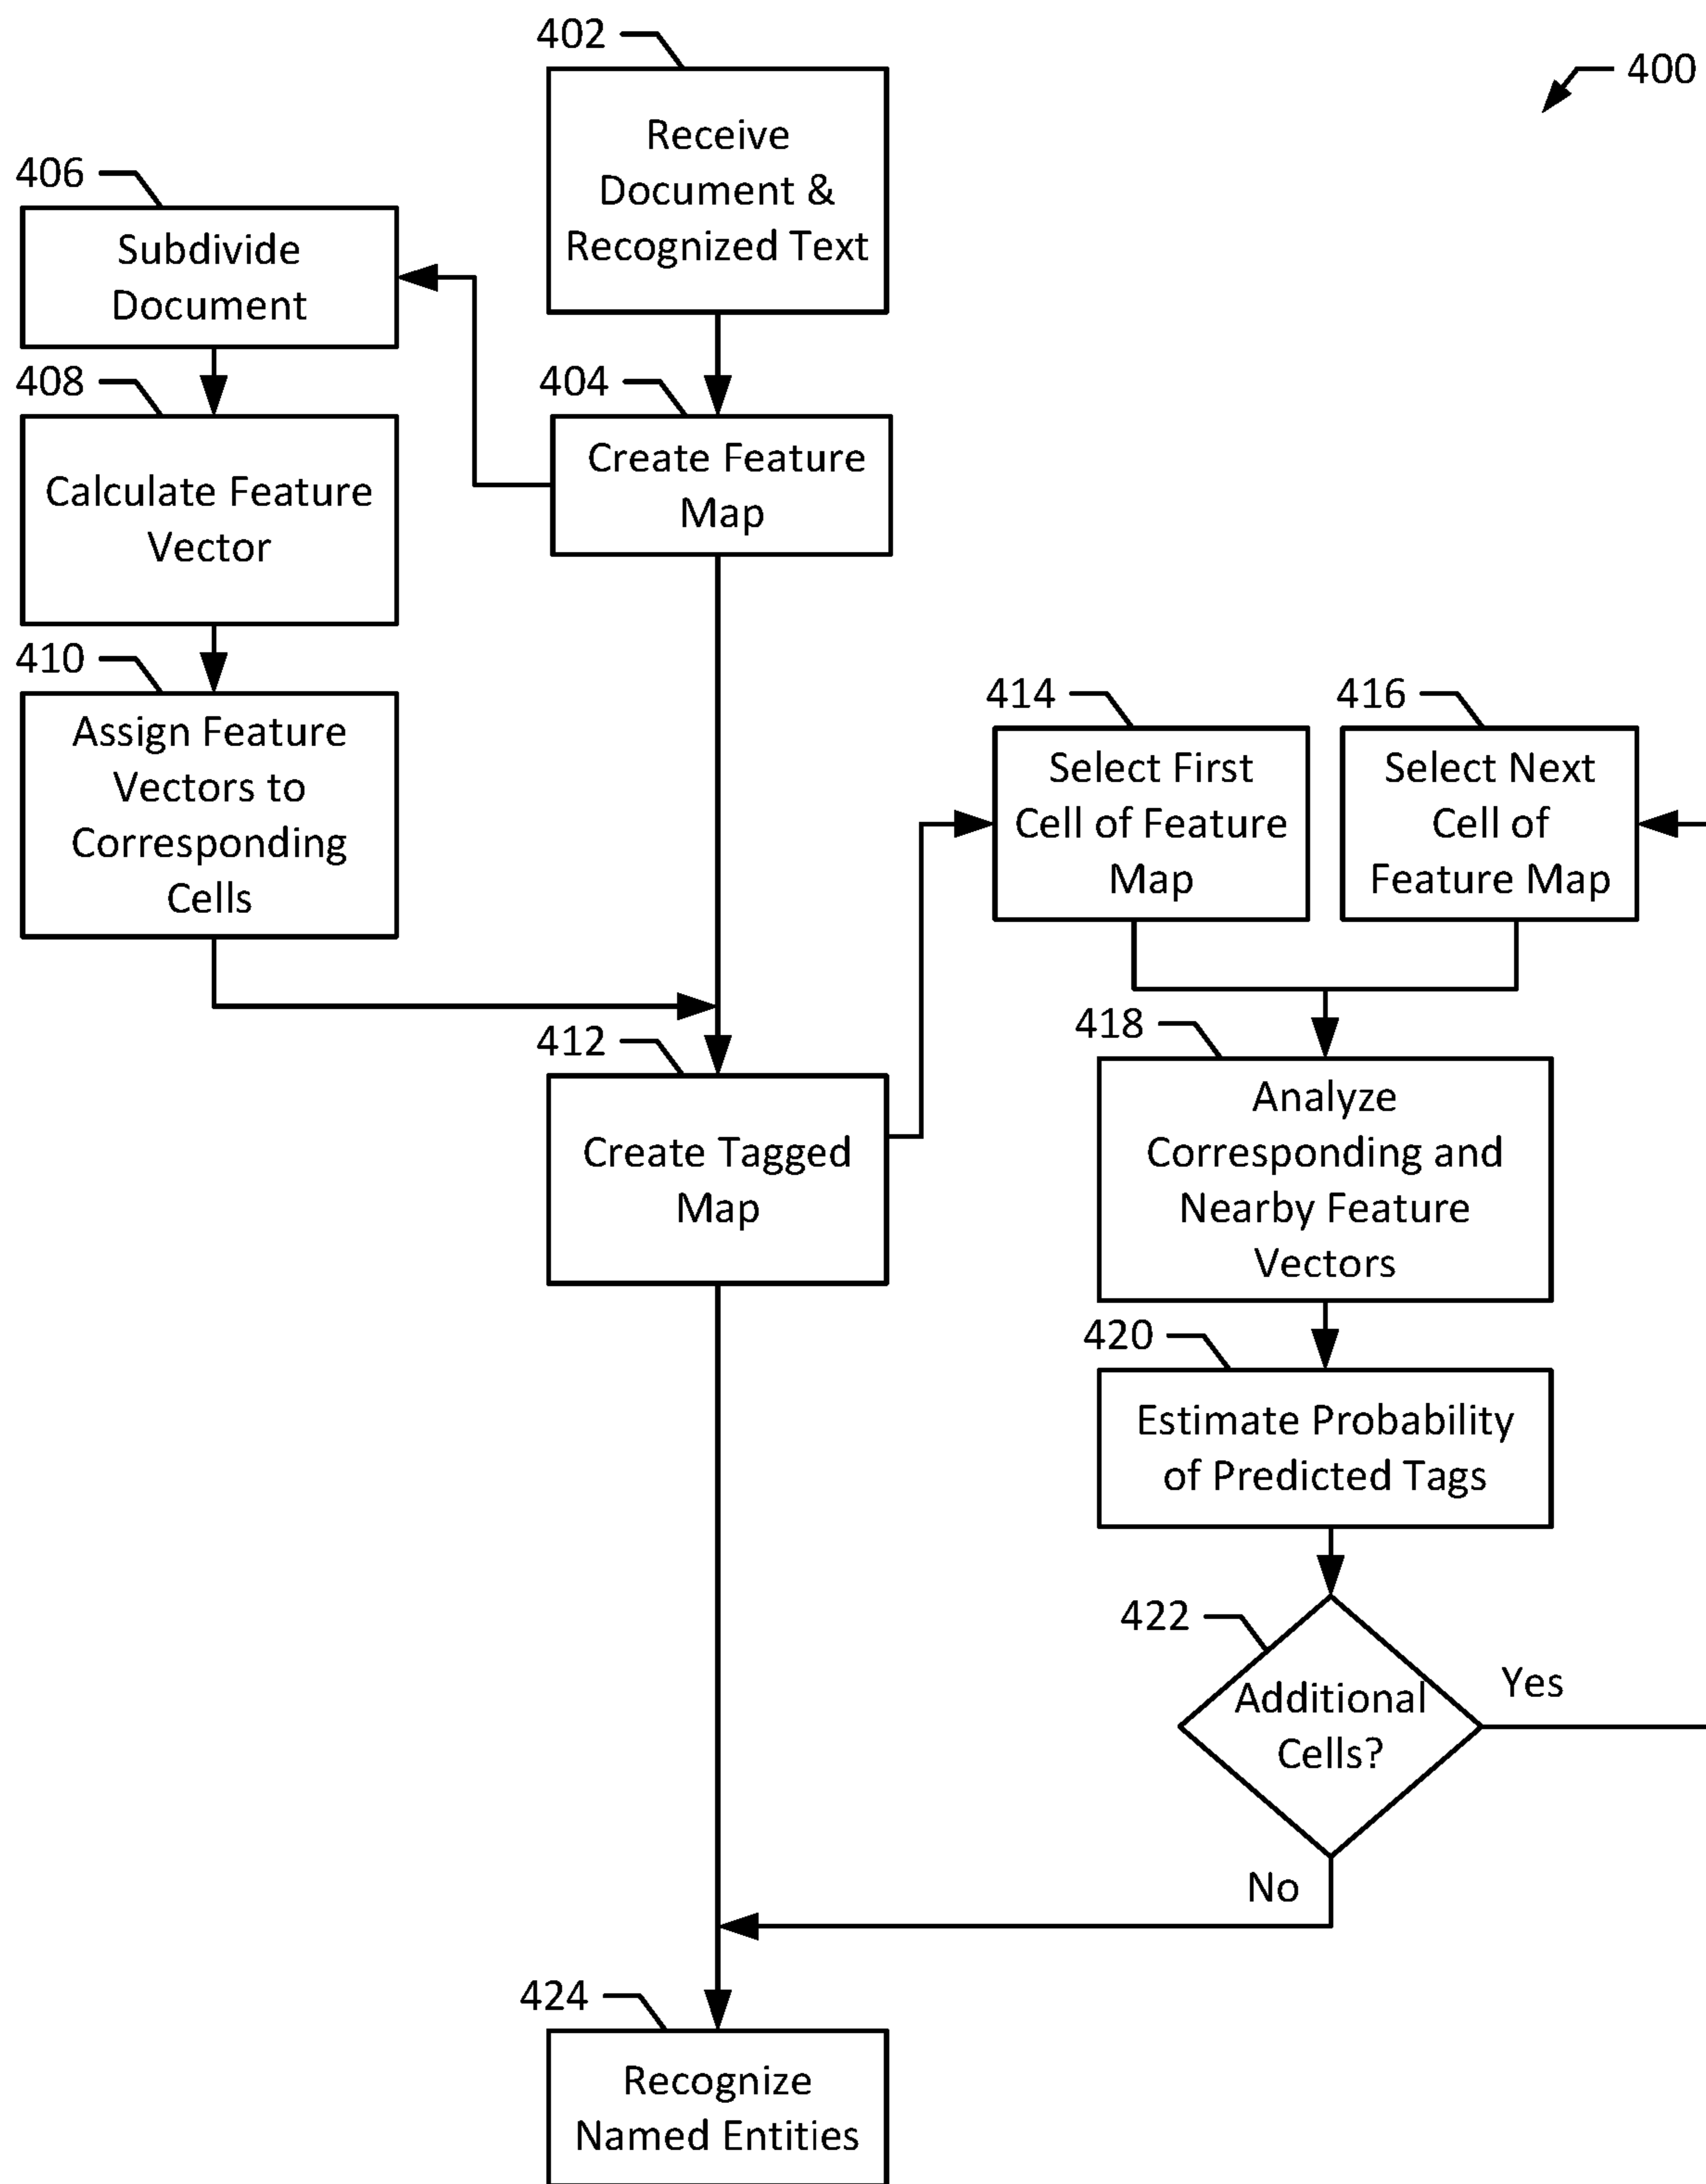 402
Receive
Document &
Recognized Text
400
406
Subdivide
Document
408
Calculate Feature
Vector
404
Create Feature
Map
410
Assign Feature
Vectors to
Corresponding
Cells
412
Create Tagged
Map
414
Select First
Cell of Feature
Map
416
Select Next
Cell of
Feature Map
418
Analyze
Corresponding and
Nearby Feature
Vectors
420
Estimate Probability
of Predicted Tags
422
Additional
Cells?
Yes
No
424
Recognize
Named Entities